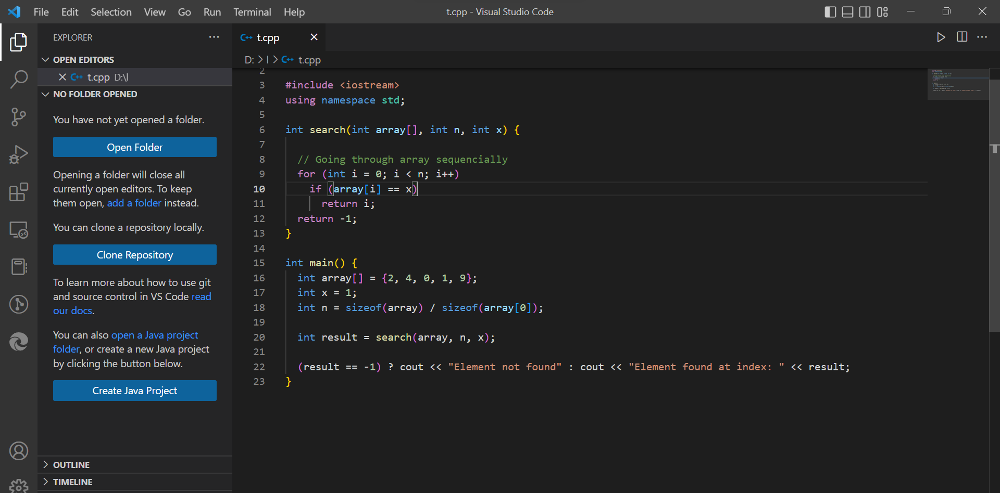 File Edit Selection View Go Run Terminal Help t.cpp - Visual Studio Code
EXPLORER
OPEN EDITORS
t.cpp D:\l
NO FOLDER OPENED
You have not yet opened a folder.
Open Folder
Opening a folder will close all
currently open editors. To keep
them open, add a folder instead.
You can clone a repository locally.
Clone Repository
To learn more about how to use git
and source control in VS Code read
our docs.
You can also open a Java project
folder, or create a new Java project
by clicking the button below.
Create Java Project
OUTLINE
TIMELINE
C++ t.cpp
D: > l > C++ t.cpp
2
3 #include <iostream>
4 using namespace std;
5
6 int search(int array[], int n, int x) {
7
8 // Going through array sequencially
9 for (int i = 0; i < n; i++)
10 if (array[i] == x)
11 return i;
12 return -1;
13 }
14
15 int main() {
16 int array[] = {2, 4, 0, 1, 9};
17 int x = 1;
18 int n = sizeof(array) / sizeof(array[0]);
19
20 int result = search(array, n, x);
21
22 (result == -1) ? cout << "Element not found" : cout << "Element found at index: " << result;
23 }